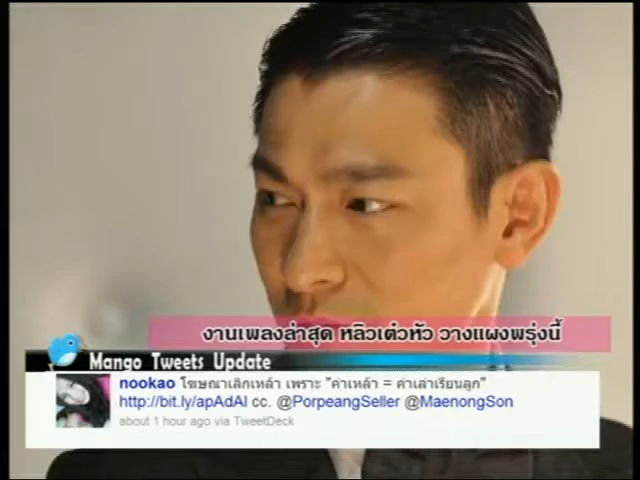 งานเพลงล่าสุด หลิวเต๋อหัว วางแผงพรุ่งนี้
Mango Tweets Update
nookao โฆษณาเลิกเหล้า เพราะ "ค่าเหล้า = ค่าเล่าเรียนลูก"
http://bit.ly/apAdAI cc. @PorpeangSeller @MaenongSon
about 1 hour ago via TweetDeck